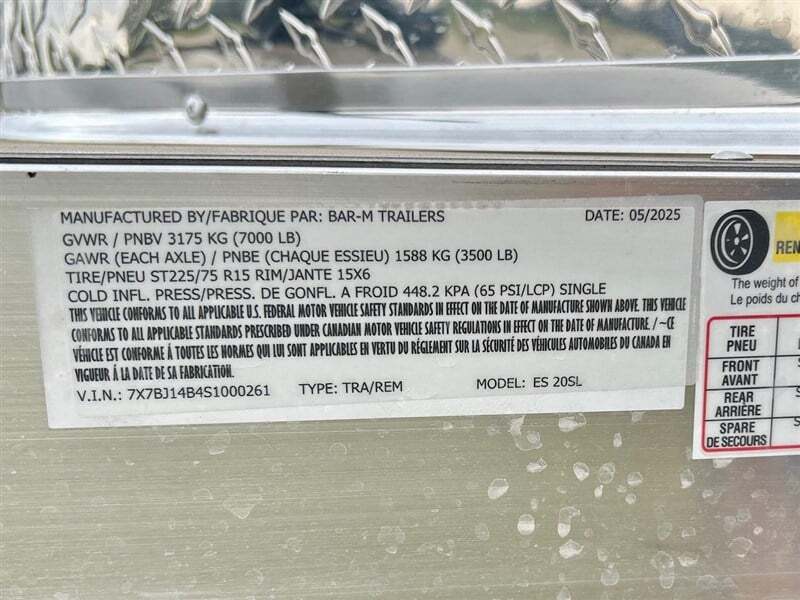 MANUFACTURED BY/FABRIQUE PAR: BAR-M TRAILERS DATE: 05/2025
GVWR / PNBV 3175 KG (7000 LB)
GAWR (EACH AXLE) / PNBE (CHAQUE ESSIEU) 1588 KG (3500 LB)
TIRE/PNEU ST225/75 R15 RIM/JANTE 15X6
COLD INFL. PRESS/PRESS. DE GONFL. A FROID 448.2 KPA (65 PSI/LCP) SINGLE
THIS VEHICLE CONFORMS TO ALL APPLICABLE U.S. FEDERAL MOTOR VEHICLE SAFETY STANDARDS IN EFFECT ON THE DATE OF MANUFACTURE SHOWN ABOVE. THIS VEHICLE
CONFORMS TO ALL APPLICABLE STANDARDS PRESCRIBED UNDER CANADIAN MOTOR VEHICLE SAFETY REGULATIONS IN EFFECT ON THE DATE OF MANUFACTURE / ~CE
VÉHICLE EST CONFORME Á TOUTES LES NORMES QUI LUI SONT APPLICABLES EN VERTU DU RÉGLEMENT SUR LA SÉCURITÉ DES VÉHICULES AUTOMOBILES DU CANADA EN
VIGUEUR Á LA DATE DE SA FABRICATION.
V.I.N.: 7X7BJ14B4S1000261 TYPE: TRA/REM MODEL: ES 20SL
The weight of
Le poids du
TIRE
PNEU
FRONT
AVANT
REAR
ARRIÈRE
SPARE
DE SECOURS